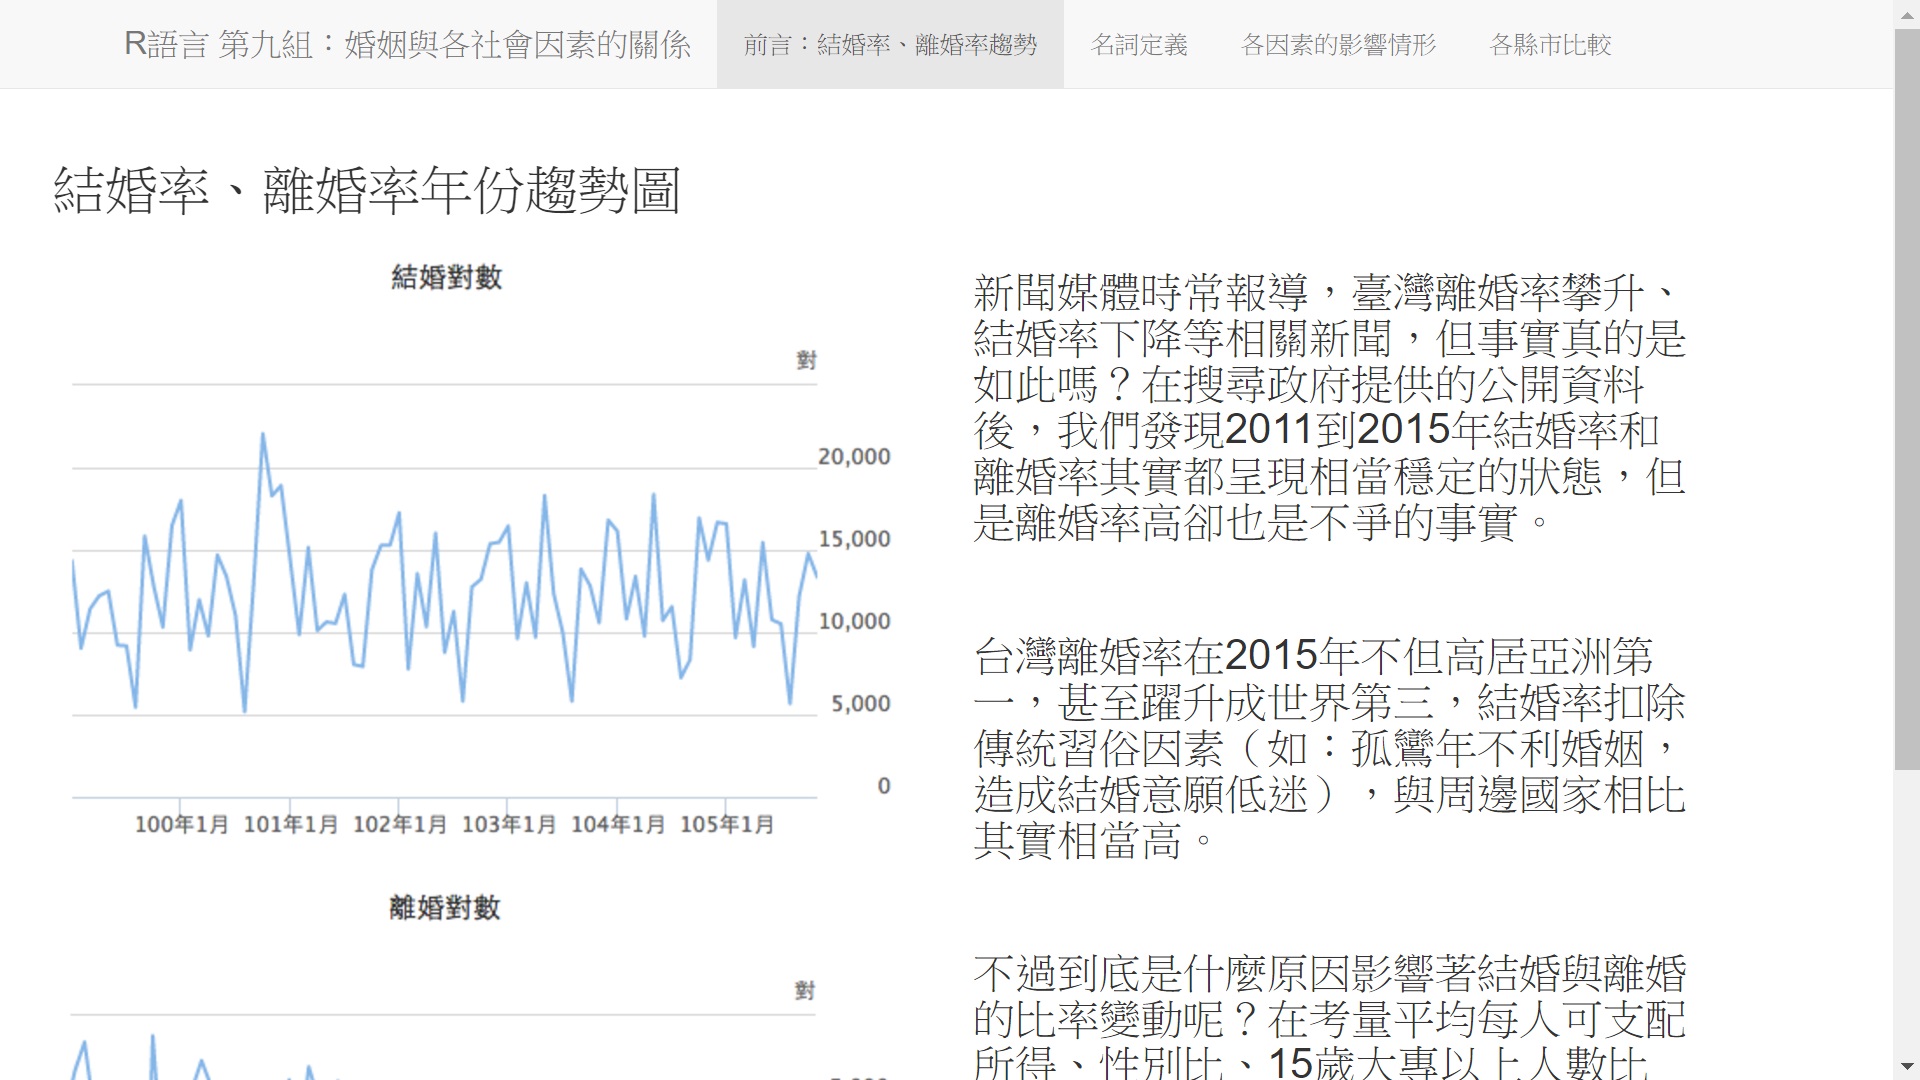 R語言 第九組：婚姻與各社會因素的關係
前言：結婚率、離婚率趨勢
名詞定義
各因素的影響情形
各縣市比較
結婚率、離婚率年份趨勢圖
結婚對數
對
20,000
15,000
10,000
5,000
0
100年1月 101年1月 102年1月 103年1月 104年1月 105年1月
離婚對數
對
新聞媒體時常報導，臺灣離婚率攀升、
結婚率下降等相關新聞，但事實真的是
如此嗎？在搜尋政府提供的公開資料
後，我們發現2011到2015年結婚率和
離婚率其實都呈現相當穩定的狀態，但
是離婚率高卻也是不爭的事實。
台灣離婚率在2015年不但高居亞洲第
一，甚至躍升成世界第三，結婚率扣除
傳統習俗因素（如：孤鸞年不利婚姻，
造成結婚意願低迷），與周邊國家相比
其實相當高。
不過到底是什麼原因影響著結婚與離婚
的比率變動呢？在考量平均每人可支配
所得、性別比、15歲大專以上人數比